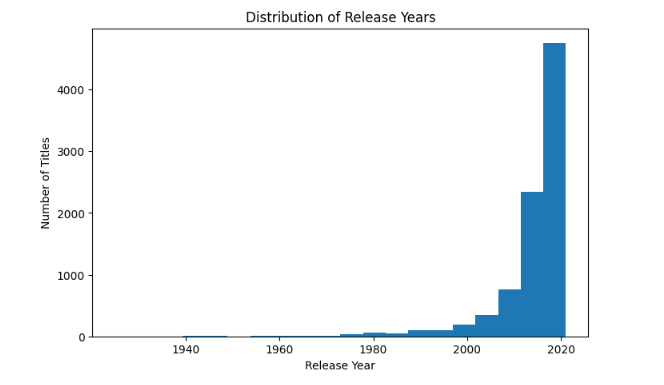 Distribution of Release Years
4000
3000
2000
1000
0
Number of Titles
1940 1960 1980 2000 2020
Release Year